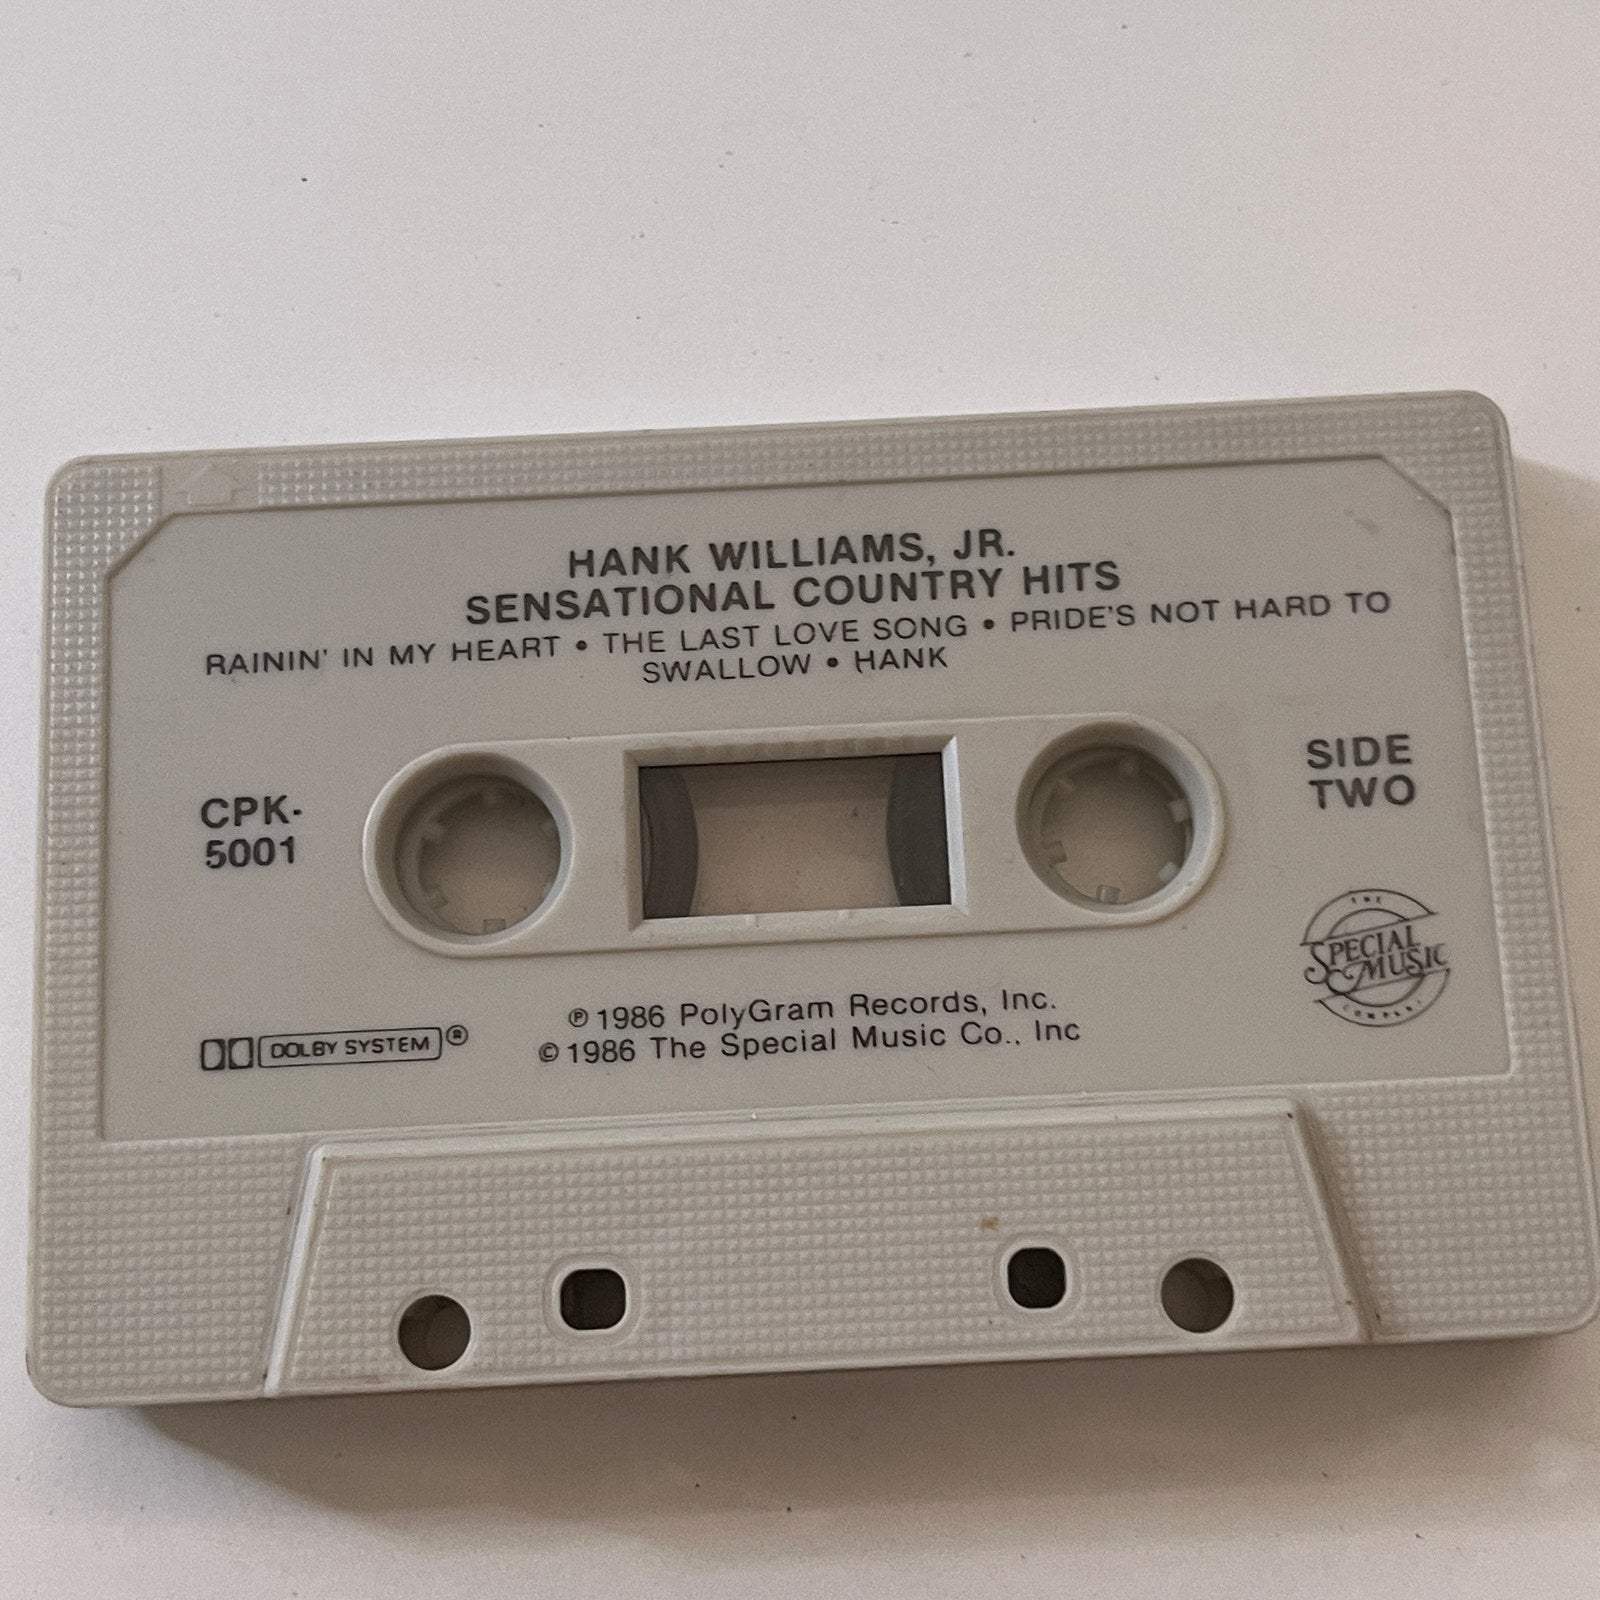 HANK WILLIAMS, JR.
SENSATIONAL COUNTRY HITS
RAININ' IN MY HEART • THE LAST LOVE SONG • PRIDE'S NOT HARD TO
SWALLOW • HANK
CPK-
5001
SIDE
TWO
THE
SPECIAL
MUSIC
COMPANY
℗ 1986 PolyGram Records, Inc.
© 1986 The Special Music Co., Inc
DOLBY SYSTEM ®